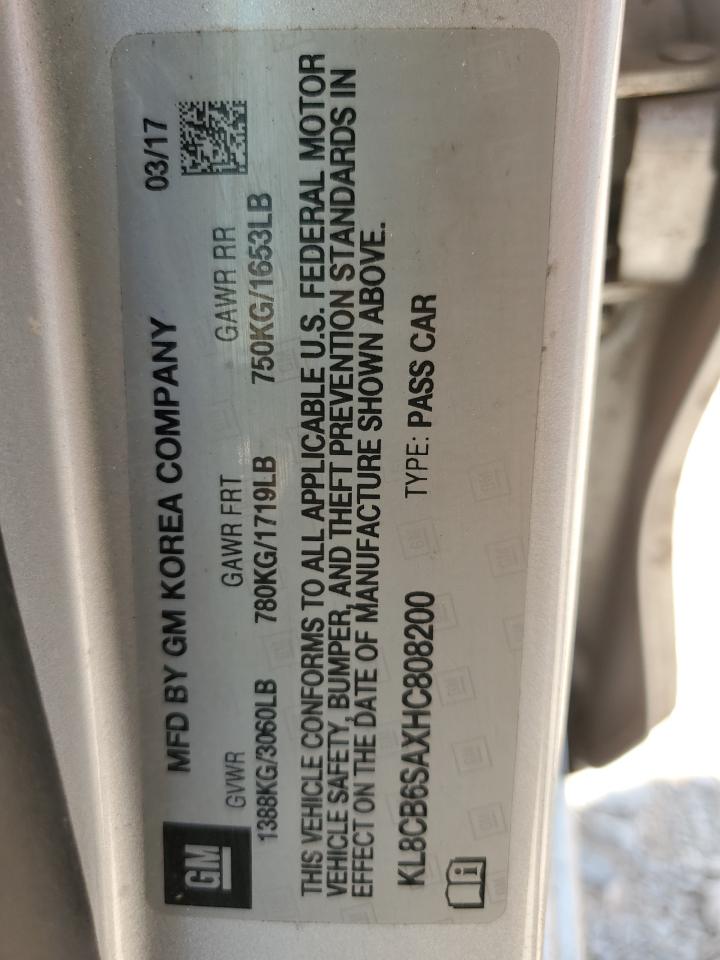 GM
MFD BY GM KOREA COMPANY
03/17
GVWR
GAWR FRT
GAWR RR
1388KG/3060LB
780KG/1719LB
750KG/1653LB
THIS VEHICLE CONFORMS TO ALL APPLICABLE U.S. FEDERAL MOTOR
VEHICLE SAFETY, BUMPER, AND THEFT PREVENTION STANDARDS IN
EFFECT ON THE DATE OF MANUFACTURE SHOWN ABOVE.
KL8CB6SAXHC808200
TYPE: PASS CAR